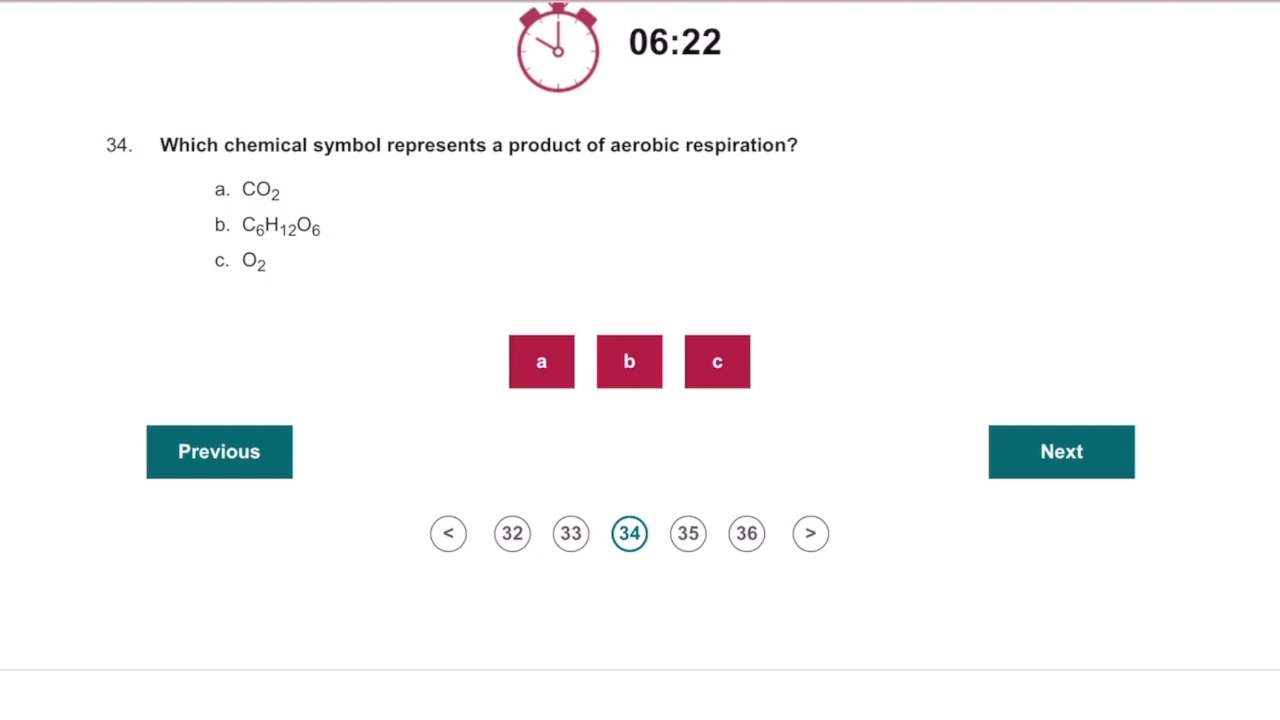 06:22
34. Which chemical symbol represents a product of aerobic respiration?
a. CO₂
b. C₆H₁₂O₆
c. O₂
a b c
Previous Next
< 32 33 34 35 36 >